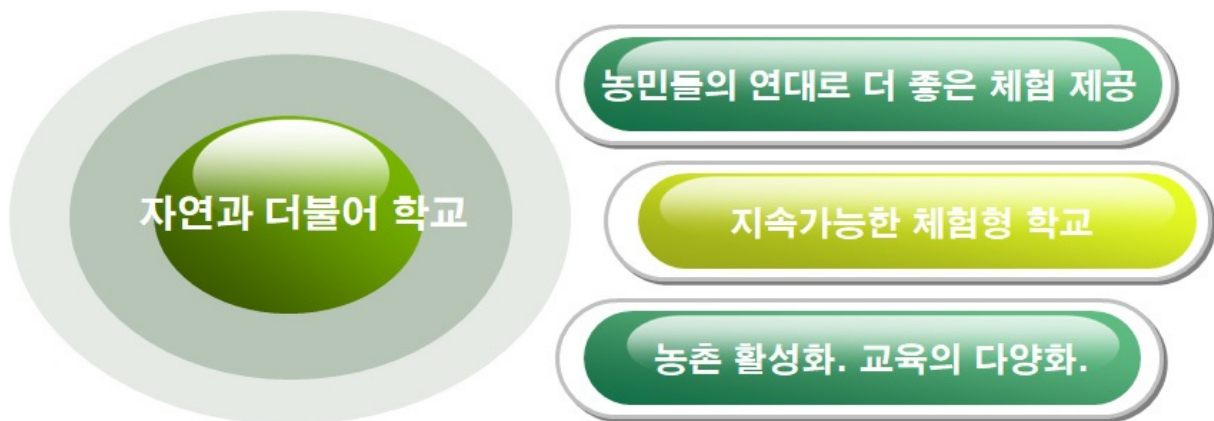 자연과 더불어 학교
농민들의 연대로 더 좋은 체험 제공
지속가능한 체험형 학교
농촌 활성화. 교육의 다양화.